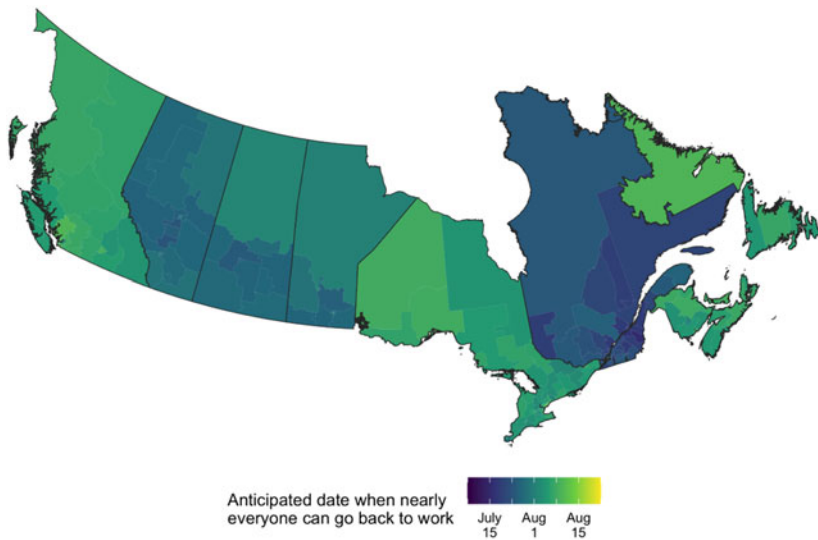 Anticipated date when nearly
everyone can go back to work
July Aug Aug
15 1 15